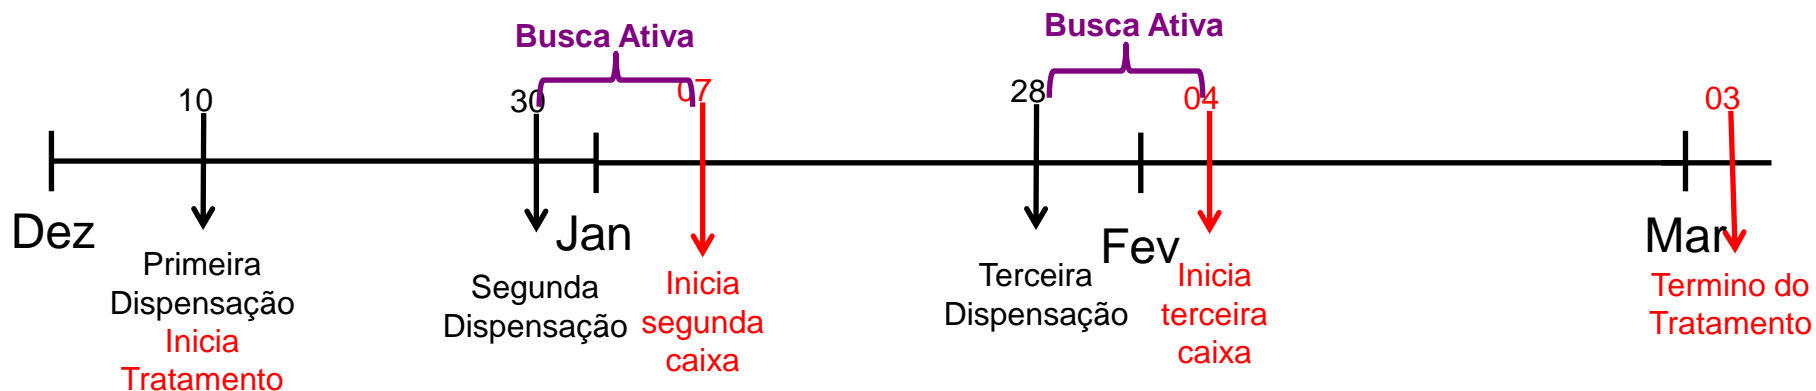 Busca Ativa
Busca Ativa
10
30
07
28
04
03
Dez
Jan
Fev
Mar
Primeira
Dispensação
Inicia
Tratamento
Segunda
Dispensação
Inicia
segunda
caixa
Terceira
Dispensação
Inicia
terceira
caixa
Termino do
Tratamento